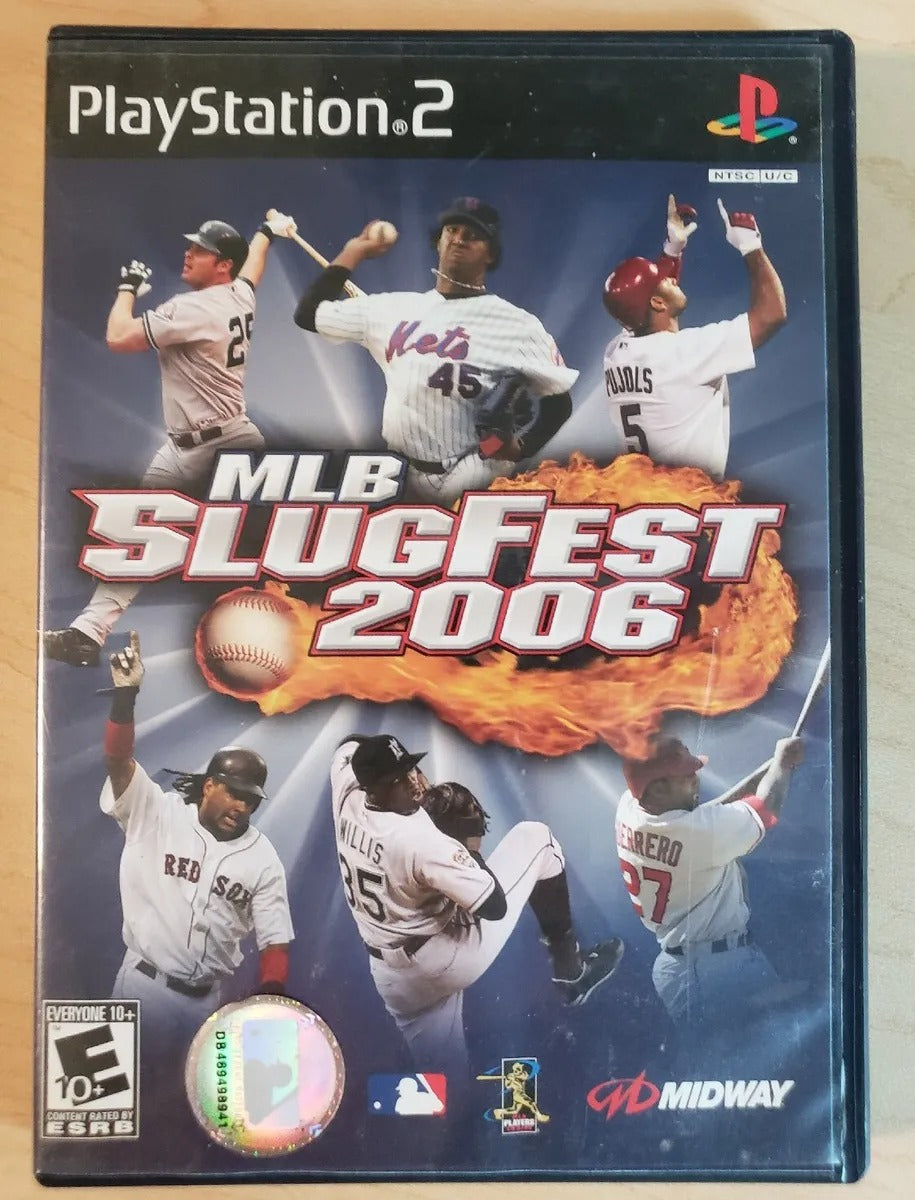 PlayStation®2
NTSC U/C
25
Mets
45
PUJOLS
5
MLB
SLUGFEST
2006
RED SOX
WILLIS
35
ERRERO
27
EVERYONE 10+
E
10+
CONTENT RATED BY
ESRB
PLAYERS
MIDWAY